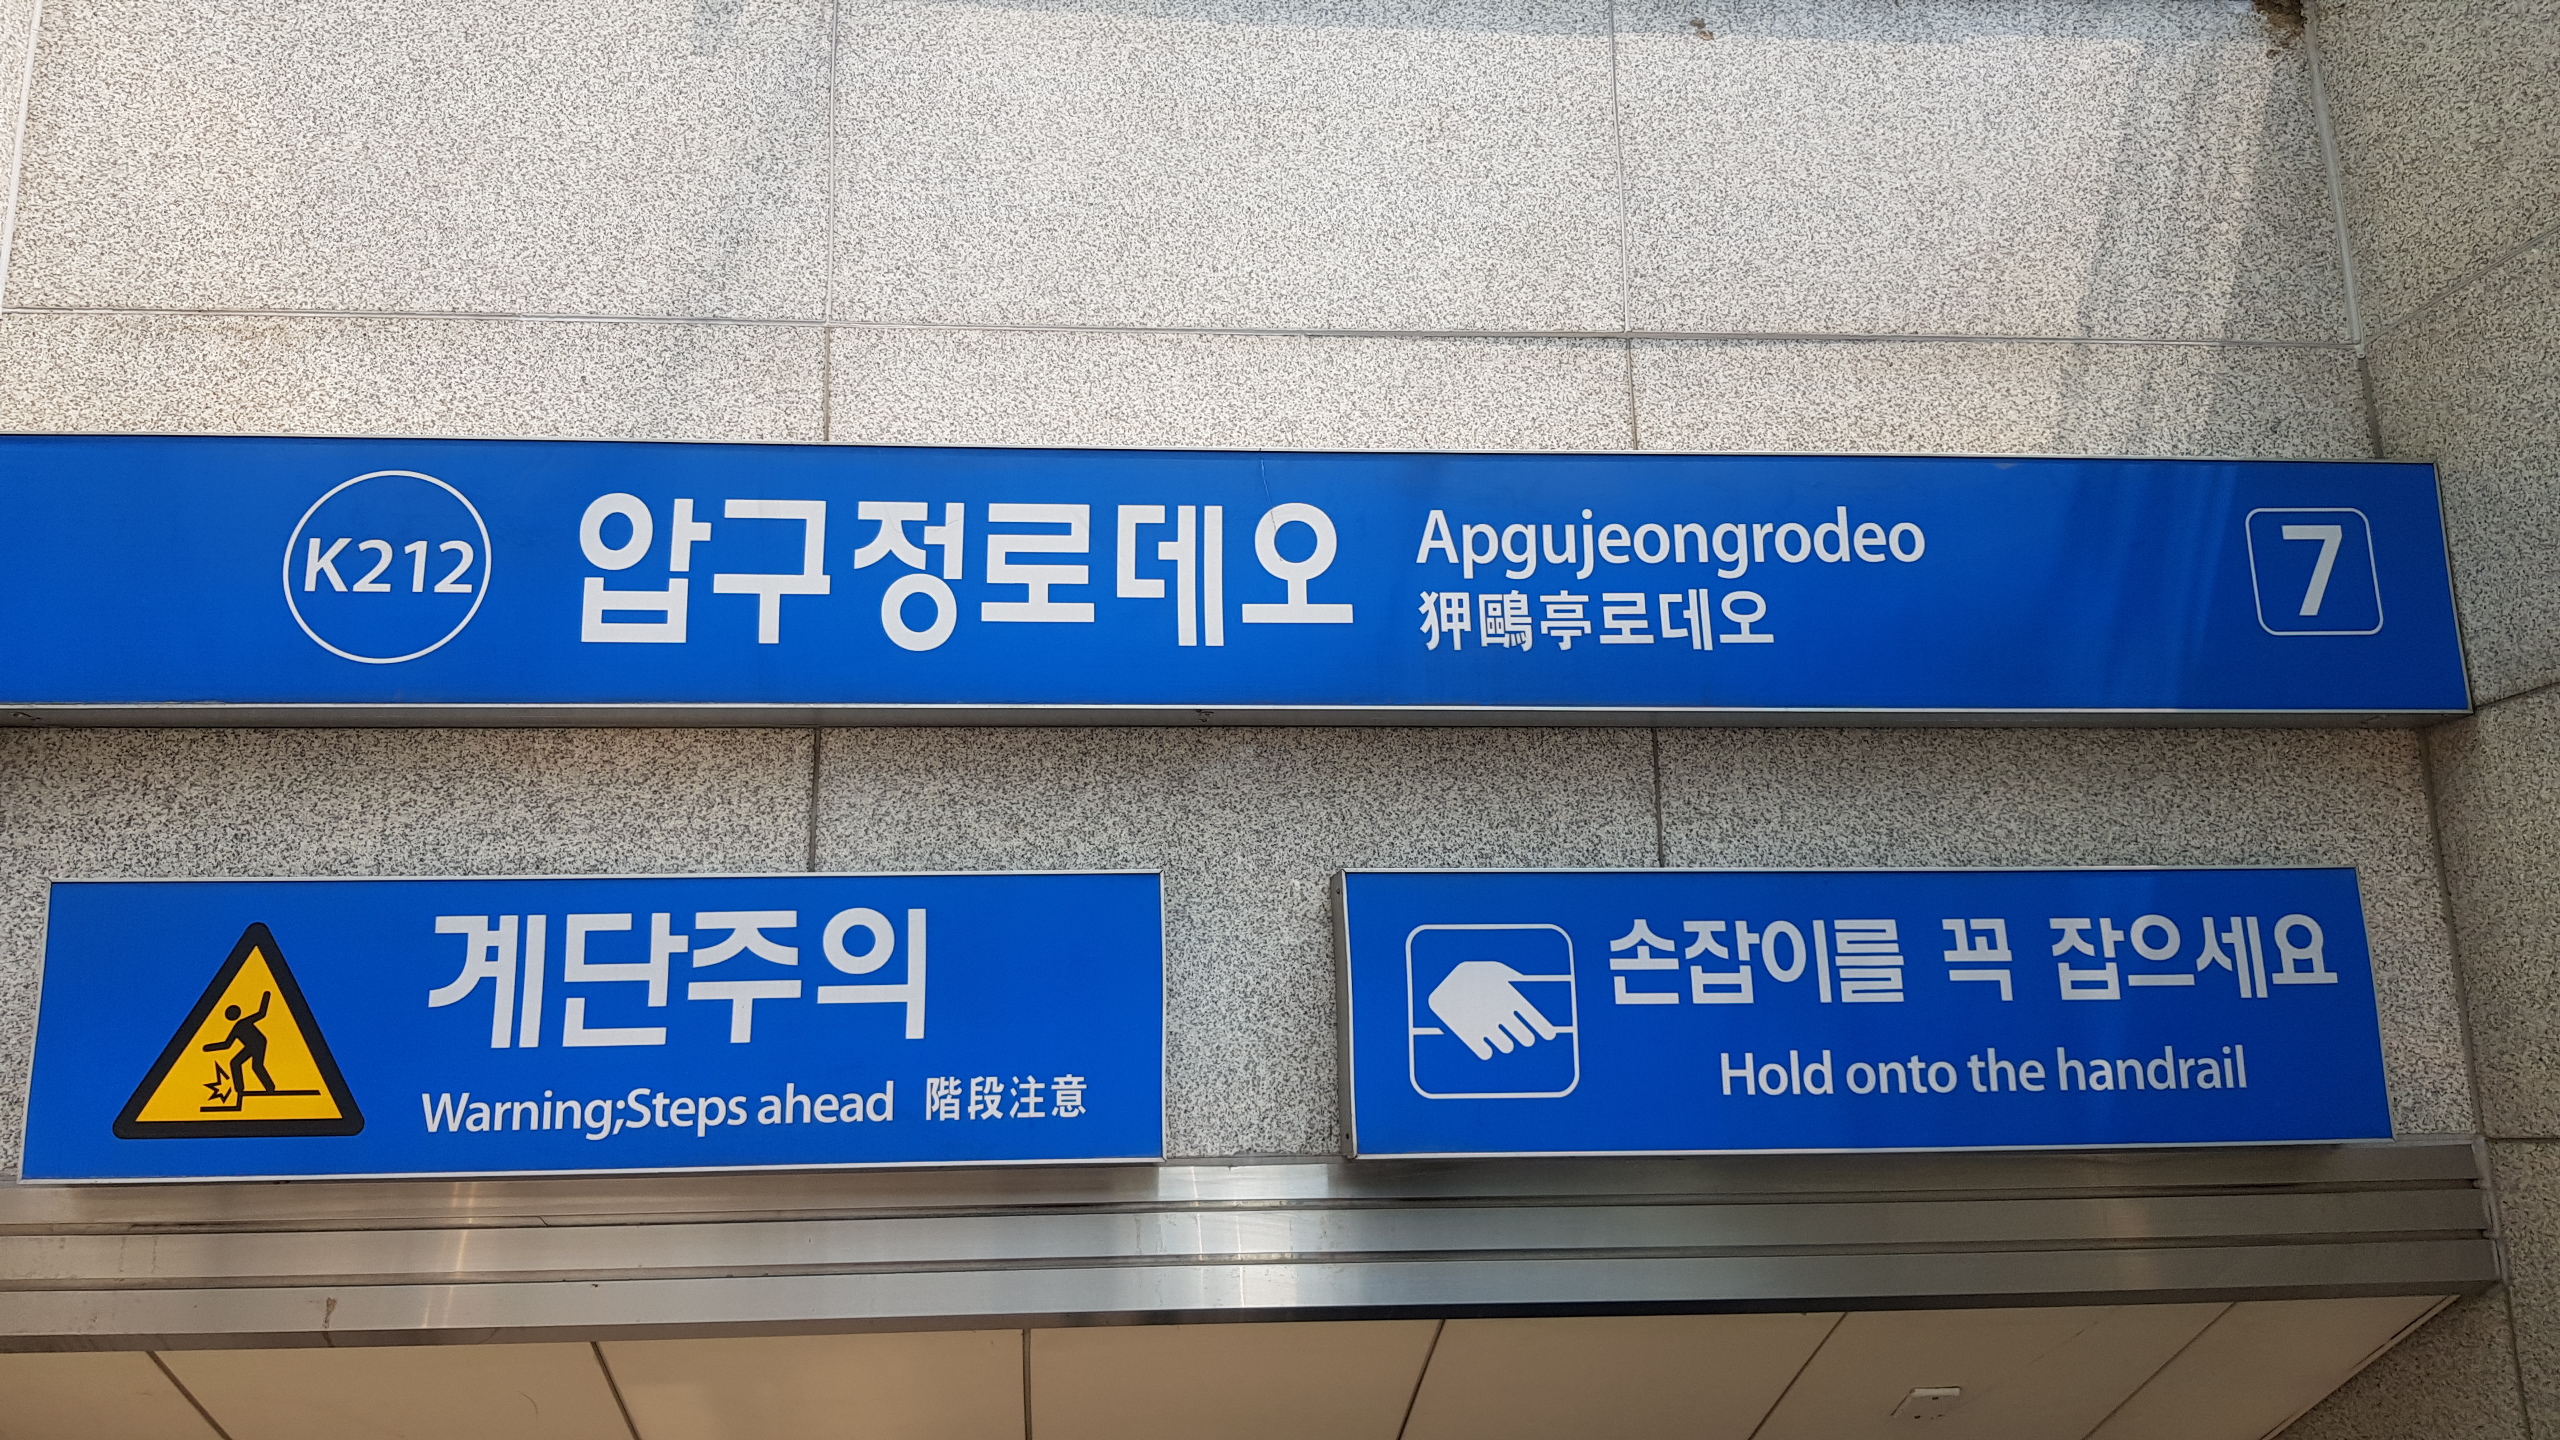 K212 압구정로데오 Apgujeongrodeo 7
狎鷗亭로데오
계단주의
Warning;Steps ahead 階段注意
손잡이를 꼭 잡으세요
Hold onto the handrail